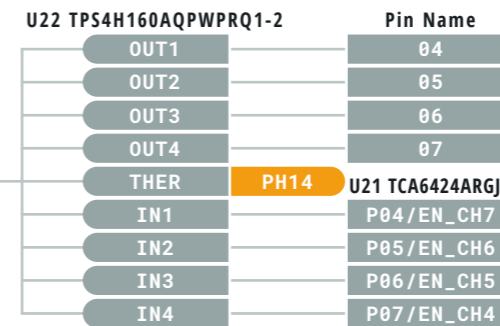 U22 TPS4H160AQPWPRQ1-2 Pin Name
OUT1 04
OUT2 05
OUT3 06
OUT4 07
THER PH14 U21 TCA6424ARGJ
IN1 P04/EN_CH7
IN2 P05/EN_CH6
IN3 P06/EN_CH5
IN4 P07/EN_CH4